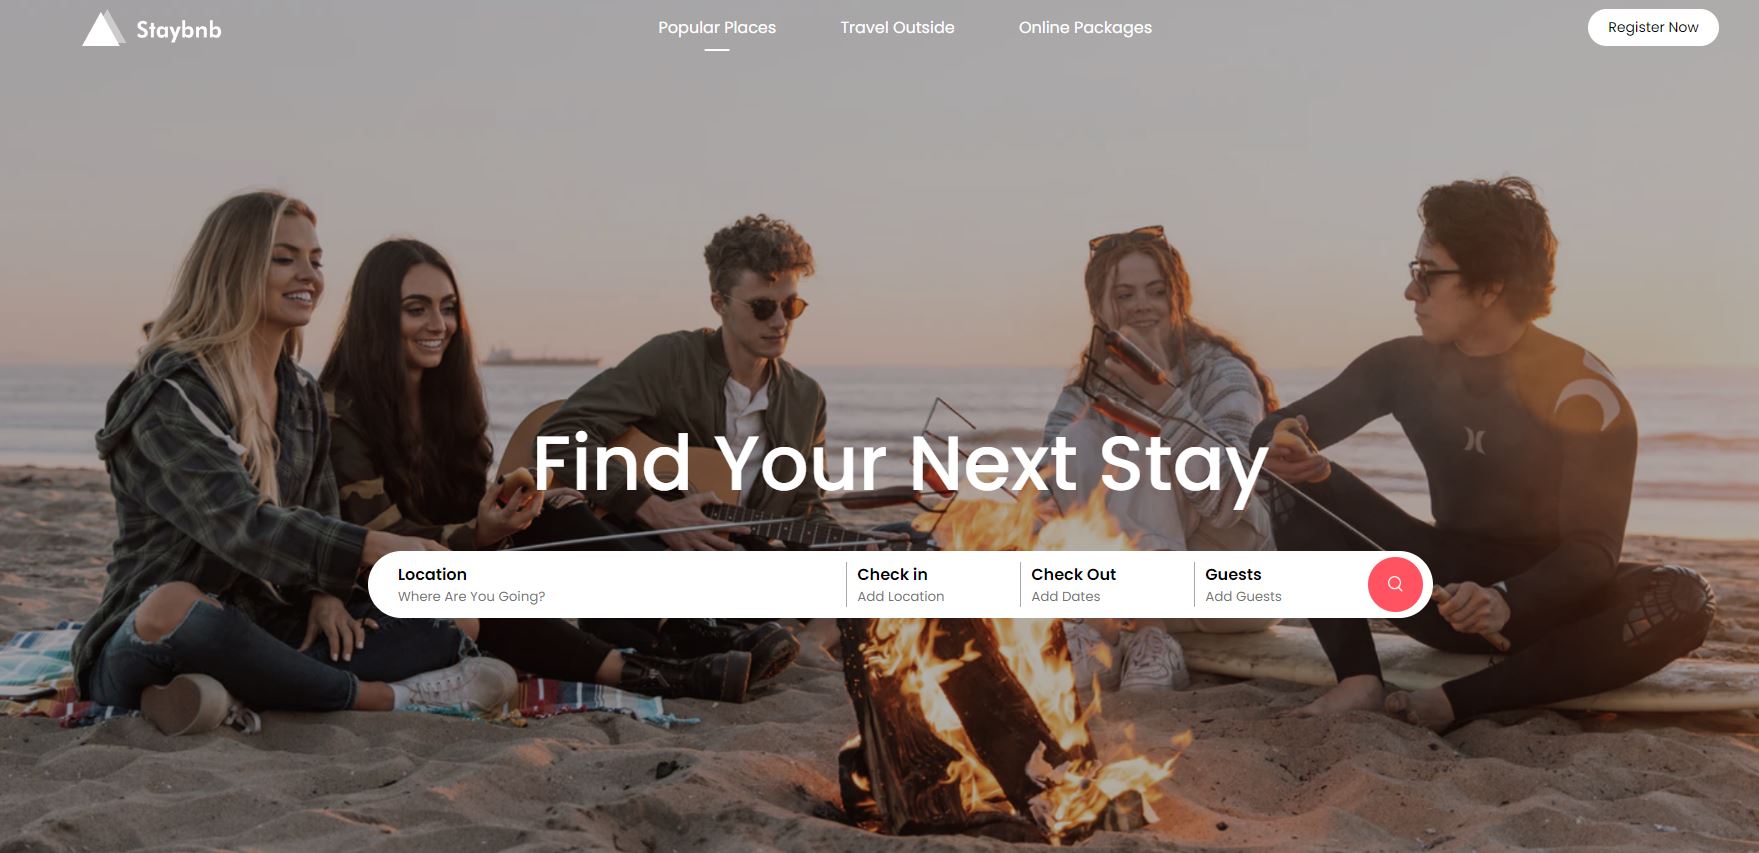 Staybnb
Popular Places
Travel Outside
Online Packages
Register Now
Find Your Next Stay
Location
Where Are You Going?
Check in
Add Location
Check Out
Add Dates
Guests
Add Guests